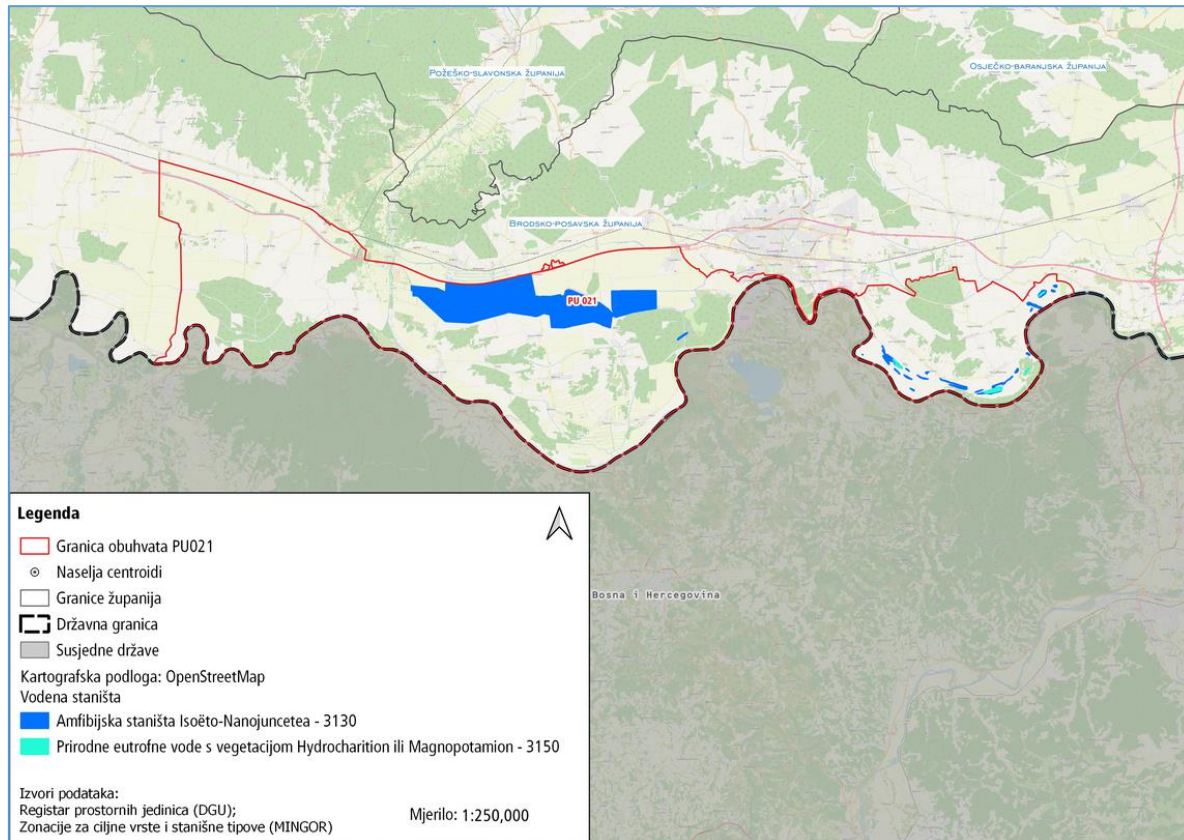 Požeško-slavonska županija
Osječko-baranjska županija
Brodsko-posavska županija
PU 021
Bosna i Hercegovina
Legenda
Granica obuhvata PU021
Naselja centroidi
Granice županija
Državna granica
Susjedne države
Kartografska podloga: OpenStreetMap
Vodena staništa
Amfibijska staništa Isoëto-Nanojuncetea - 3130
Prirodne eutrofne vode s vegetacijom Hydrocharition ili Magnopotamion - 3150
Izvori podataka:
Registar prostornih jedinica (DGU);
Zonacije za ciljne vrste i stanišne tipove (MINGOR)
Mjerilo: 1:250,000